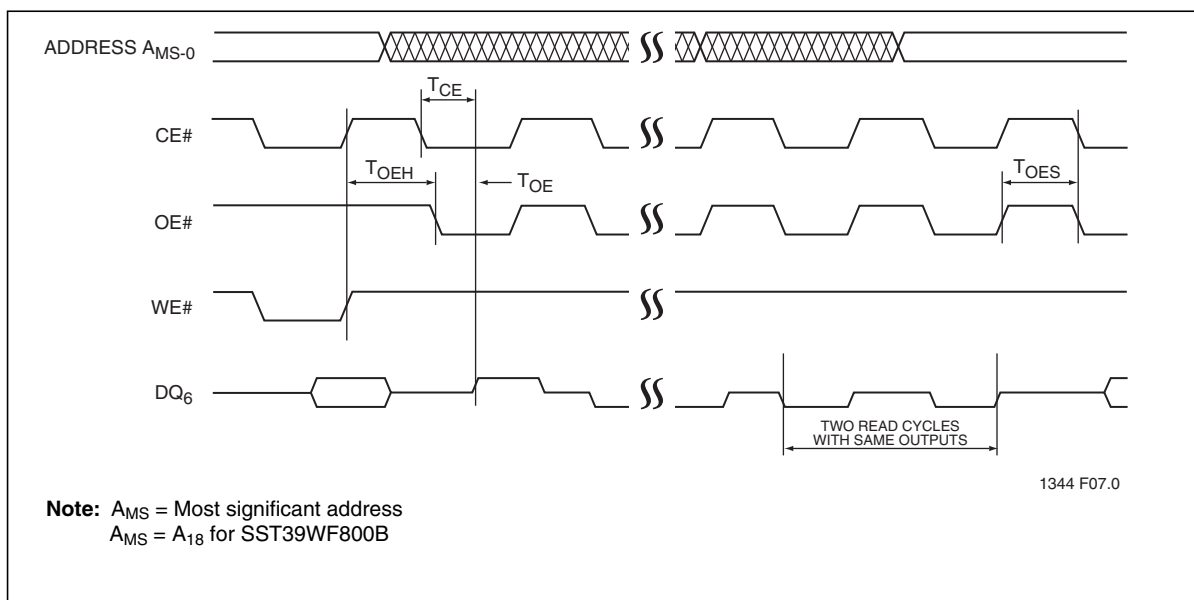 ADDRESS AMS-0
TCE
CE#
TOEH
TOE
TOES
OE#
WE#
DQ6
TWO READ CYCLES
WITH SAME OUTPUTS
1344 F07.0
Note: AMS = Most significant address
AMS = A18 for SST39WF800B